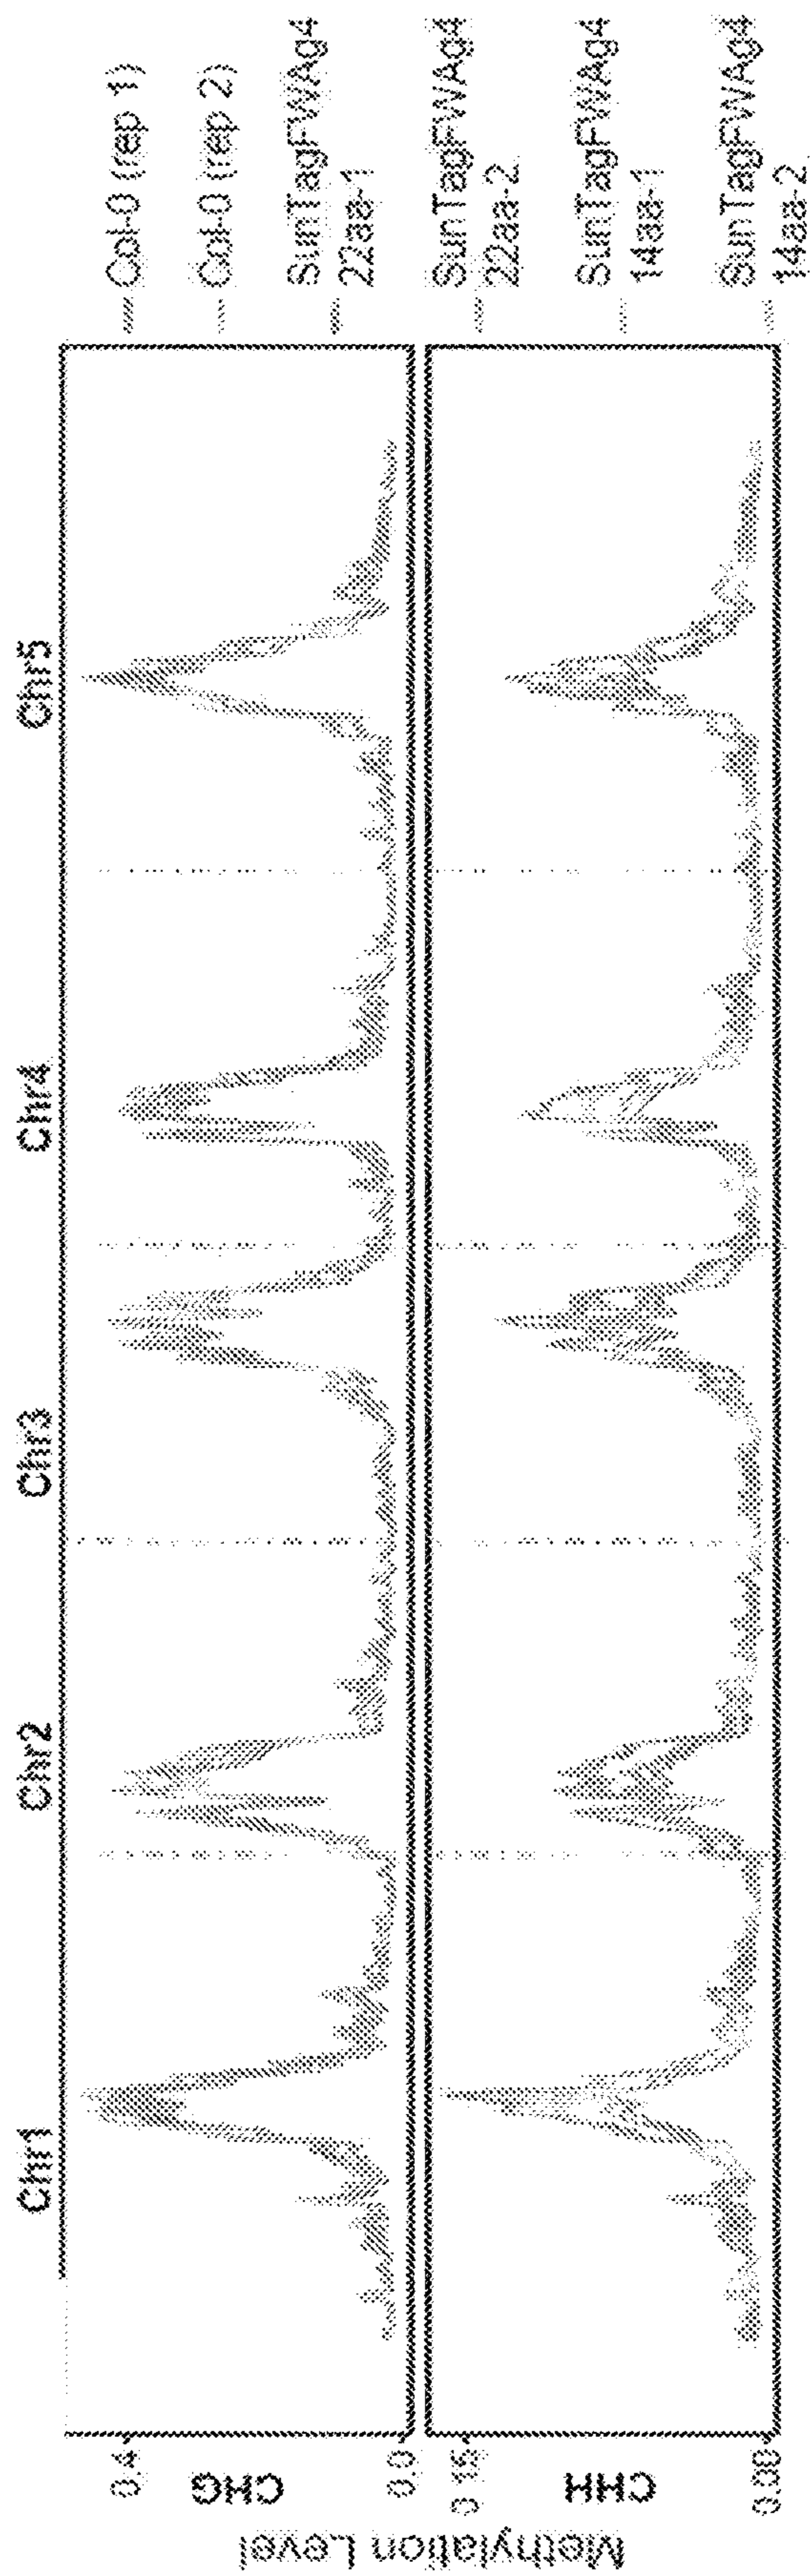 Chr1 Chr2 Chr3 Chr4 Chr5
Methylation Level
CHG
0.4
0.0
CHH
0.15
0.00
Col-0 (rep 1)
Col-0 (rep 2)
SunTagFWAg4
22aa-1
SunTagFWAg4
22aa-2
SunTagFWAg4
14aa-1
SunTagFWAg4
14aa-2